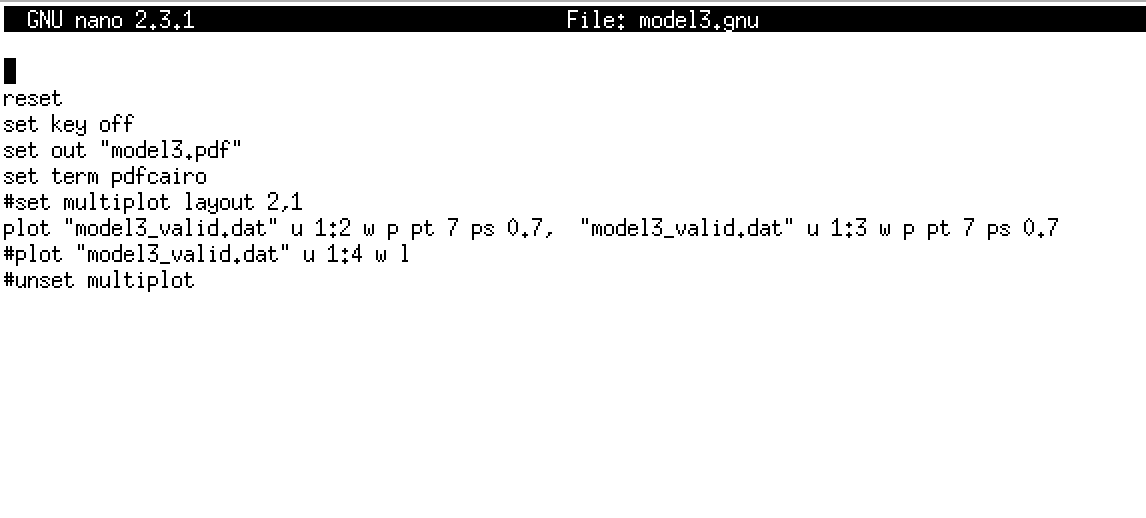 GNU nano 2.3.1 File: model3.gnu
reset
set key off
set out "model3.pdf"
set term pdfcairo
#set multiplot layout 2,1
plot "model3_valid.dat" u 1:2 w p pt 7 ps 0.7,  "model3_valid.dat" u 1:3 w p pt 7 ps 0.7
#plot "model3_valid.dat" u 1:4 w l
#unset multiplot